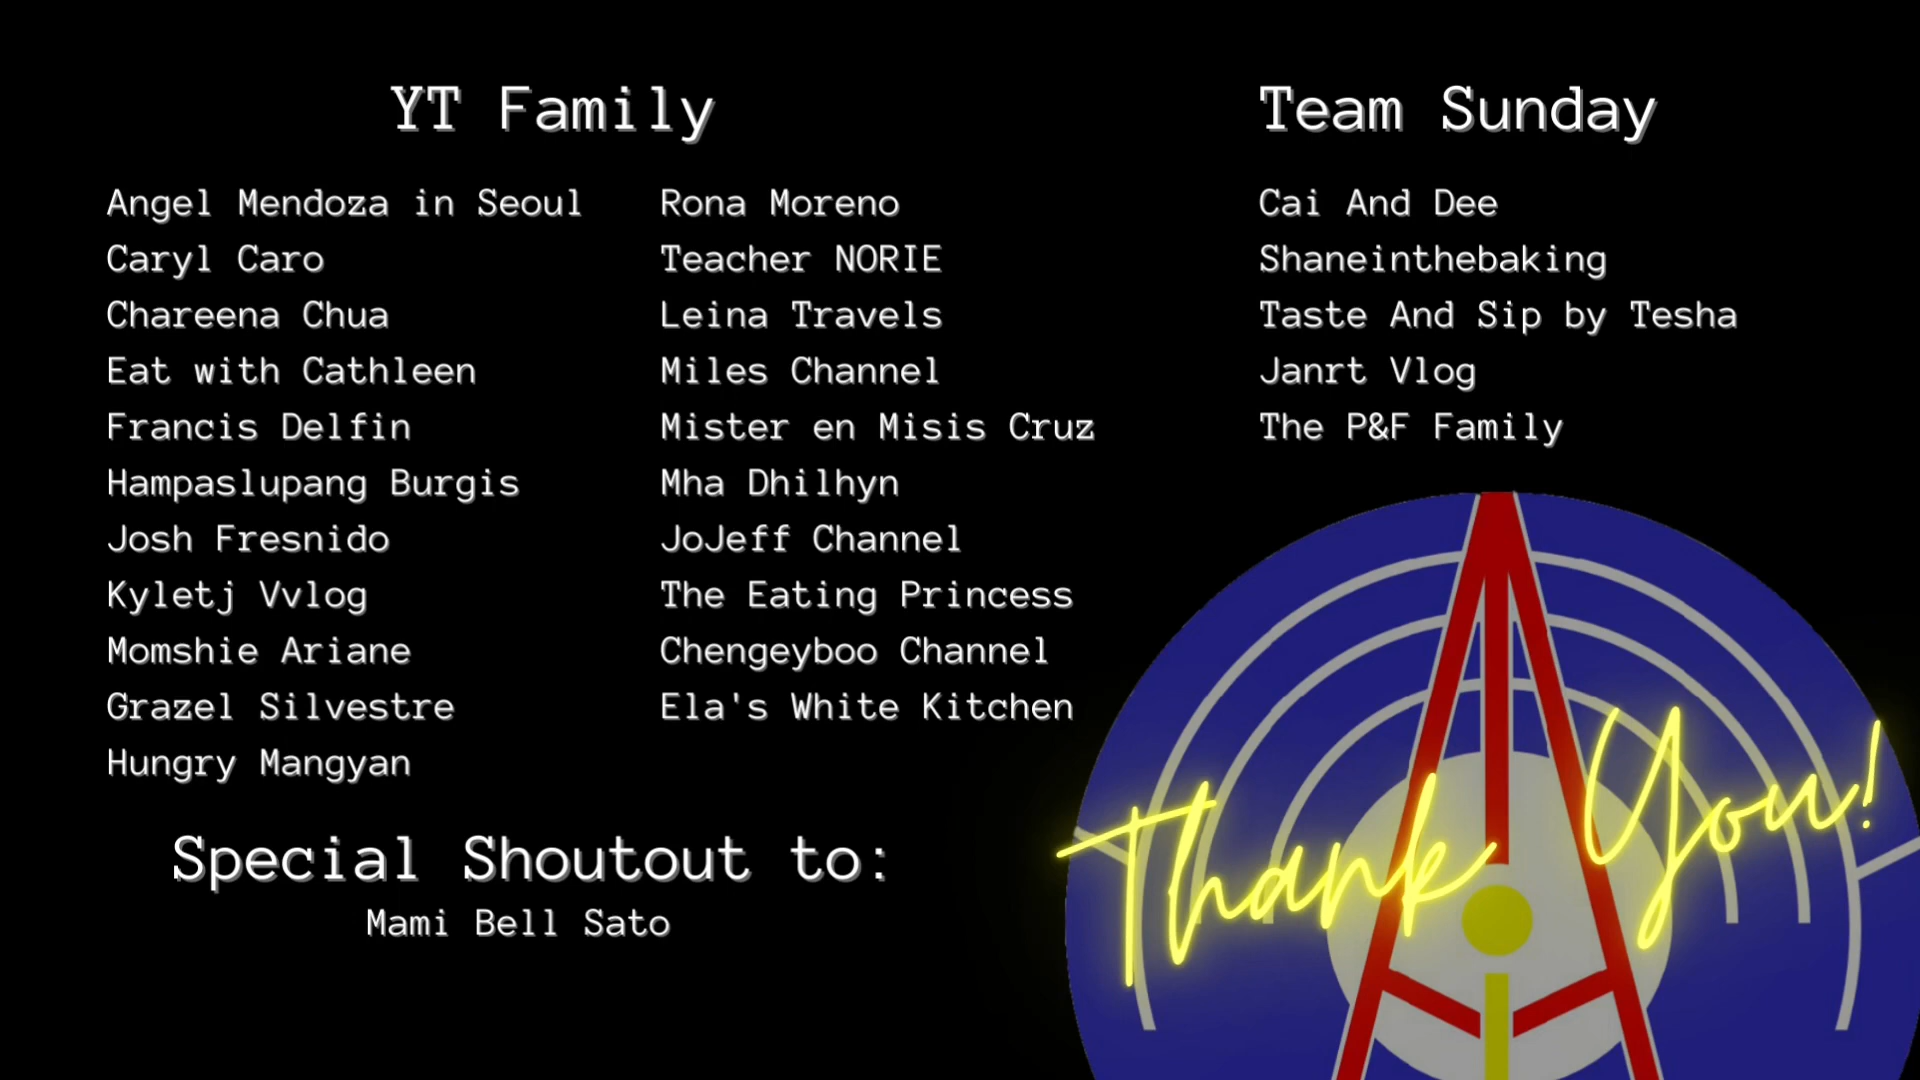 YT Family
Angel Mendoza in Seoul
Caryl Caro
Chareena Chua
Eat with Cathleen
Francis Delfin
Hampaslupang Burgis
Josh Fresnido
Kyletj Vvlog
Momshie Ariane
Grazel Silvestre
Hungry Mangyan
Rona Moreno
Teacher NORIE
Leina Travels
Miles Channel
Mister en Misis Cruz
Mha Dhilhyn
JoJeff Channel
The Eating Princess
Chengeyboo Channel
Ela's White Kitchen
Team Sunday
Cai And Dee
Shaneinthebaking
Taste And Sip by Tesha
Janrt Vlog
The P&F Family
Special Shoutout to:
Mami Bell Sato
Thank You!